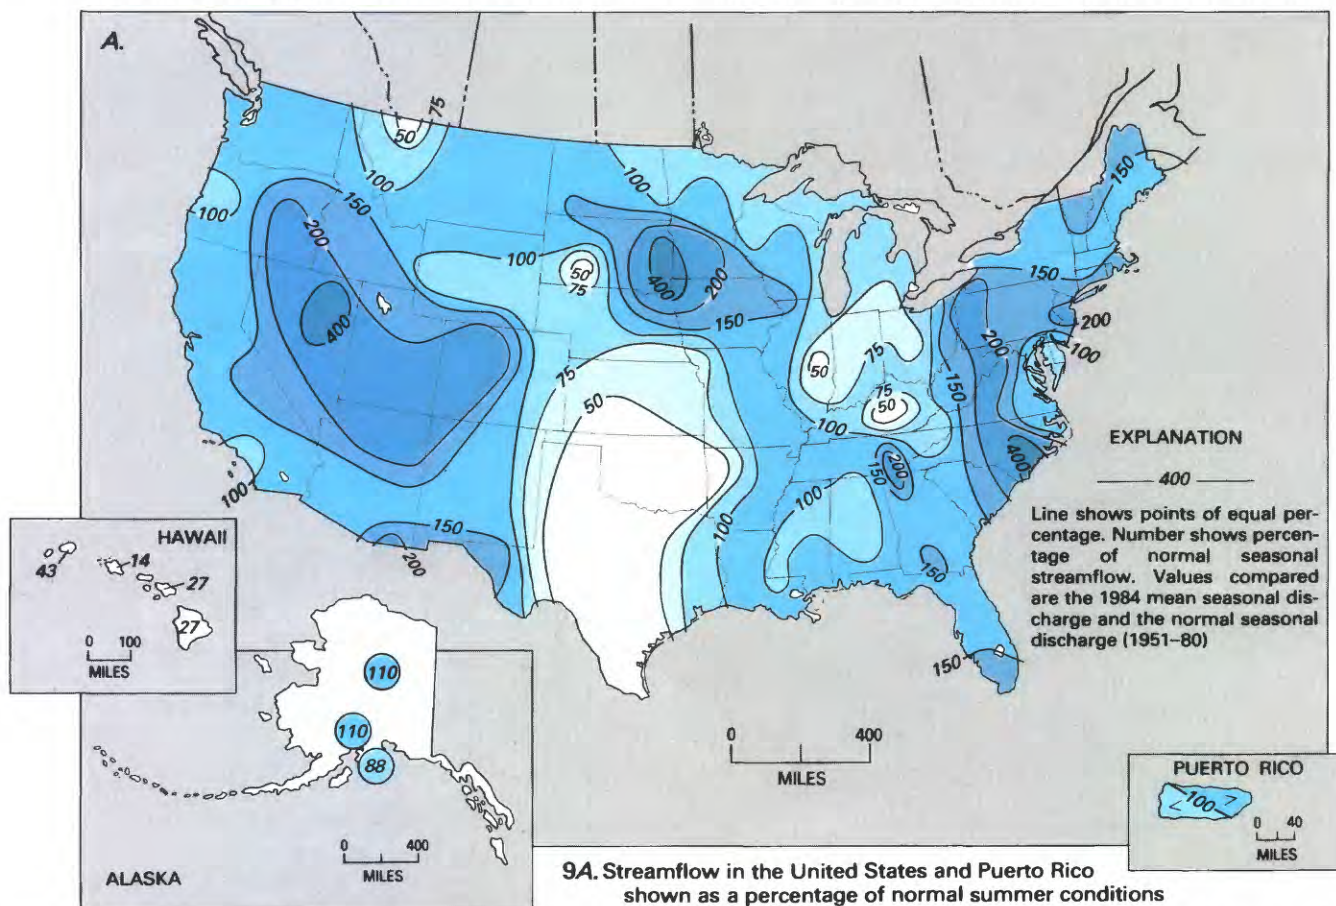 A.
75
50
100
150
100
200
400
100
50
75
400
200
150
100
150
150
200
100
200
150
400
75
50
75
50
100
75
50
100
200
150
100
100
150
200
150
150
100
EXPLANATION
400
Line shows points of equal per-
centage. Number shows percen-
tage of normal seasonal
streamflow. Values compared
are the 1984 mean seasonal dis-
charge and the normal seasonal
discharge (1951–80)
HAWAII
43
14
27
27
0 100
MILES
110
110
88
0 400
MILES
ALASKA
0 400
MILES
PUERTO RICO
100
0 40
MILES
9A. Streamflow in the United States and Puerto Rico
shown as a percentage of normal summer conditions